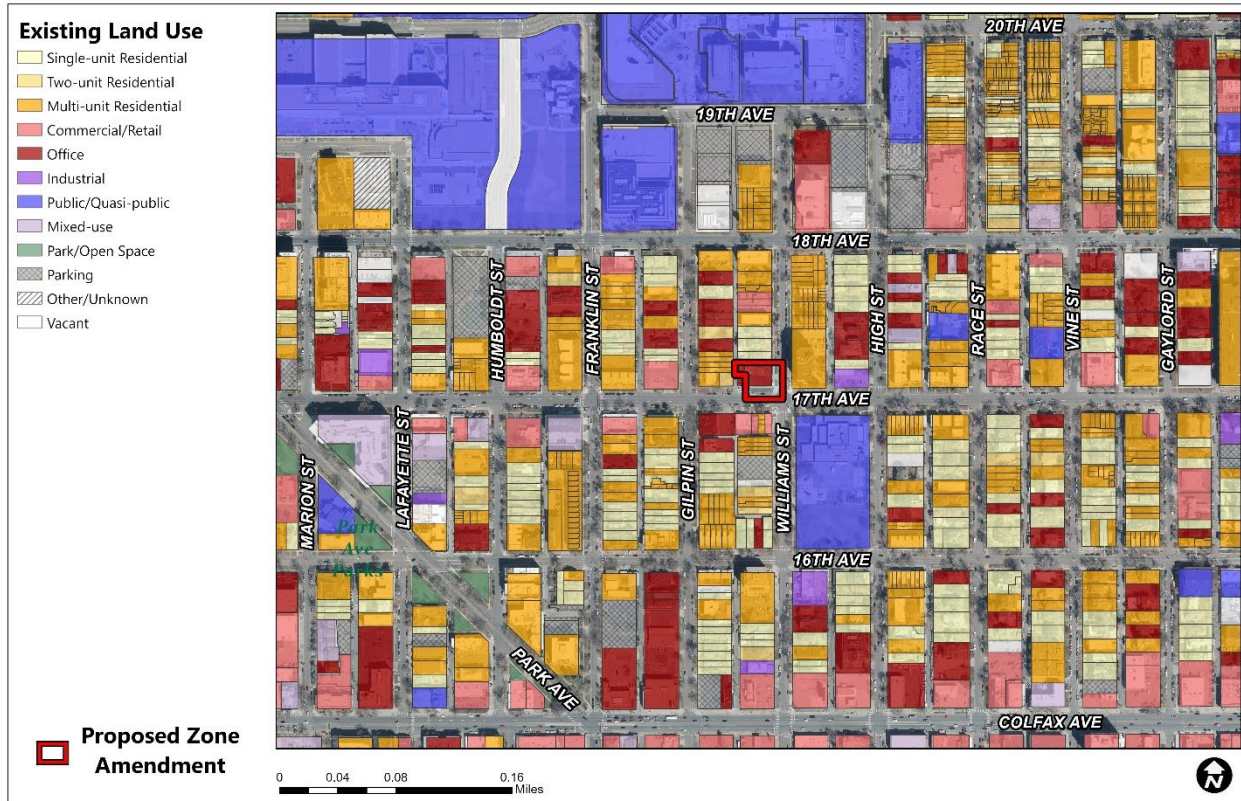 Existing Land Use
Single-unit Residential
Two-unit Residential
Multi-unit Residential
Commercial/Retail
Office
Industrial
Public/Quasi-public
Mixed-use
Park/Open Space
Parking
Other/Unknown
Vacant
20TH AVE
19TH AVE
18TH AVE
HUMBOLDT ST
FRANKLIN ST
HIGH ST
RACE ST
VINE ST
GAYLORD ST
17TH AVE
MARION ST
LAFAYETTE ST
GILPIN ST
WILLIAMS ST
Park
Ave
Parks
16TH AVE
PARK AVE
COLFAX AVE
Proposed Zone
Amendment
0 0.04 0.08 0.16
Miles
N